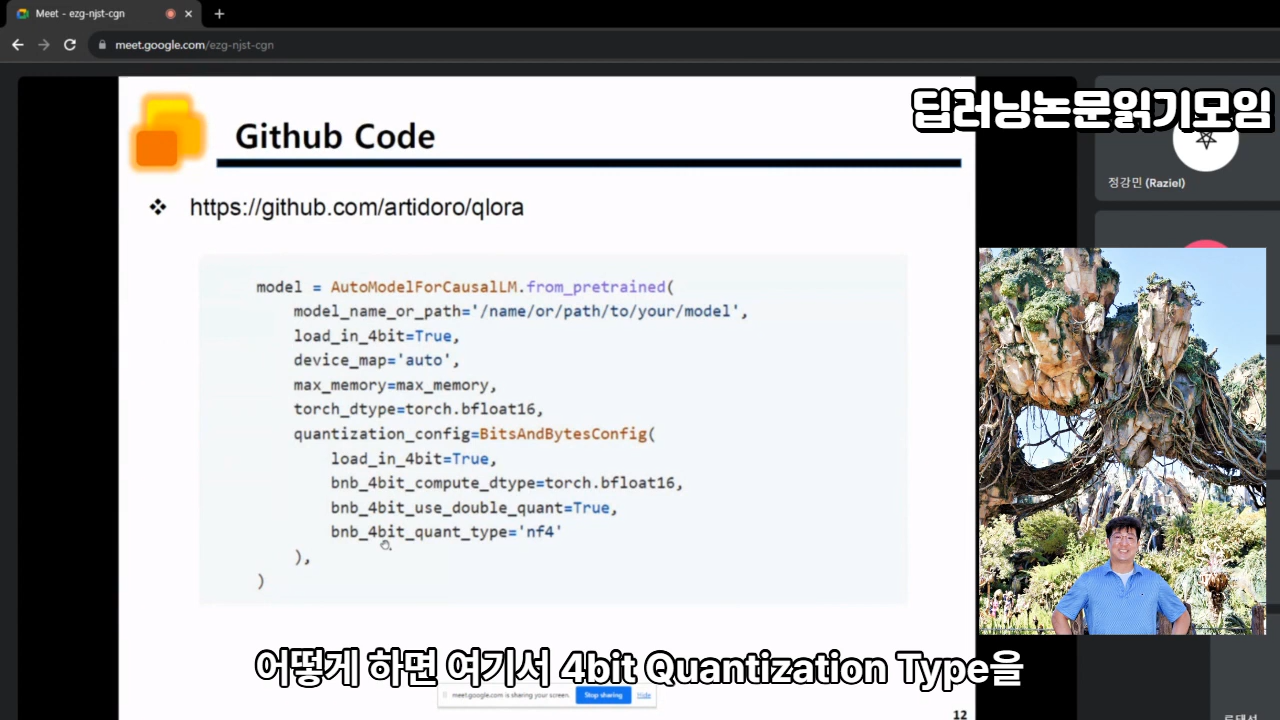 Meet - ezg-njst-cgn
meet.google.com/ezg-njst-cgn
딥러닝논문읽기모임
정강민 (Raziel)
Github Code
❖ https://github.com/artidoro/qlora
model = AutoModelForCausalLM.from_pretrained(
model_name_or_path='/name/or/path/to/your/model',
load_in_4bit=True,
device_map='auto',
max_memory=max_memory,
torch_dtype=torch.bfloat16,
quantization_config=BitsAndBytesConfig(
load_in_4bit=True,
bnb_4bit_compute_dtype=torch.bfloat16,
bnb_4bit_use_double_quant=True,
bnb_4bit_quant_type='nf4'
),
)
어떻게 하면 여기서 4bit Quantization Type을
meet.google.com is sharing your screen.
Stop sharing
Hide
12